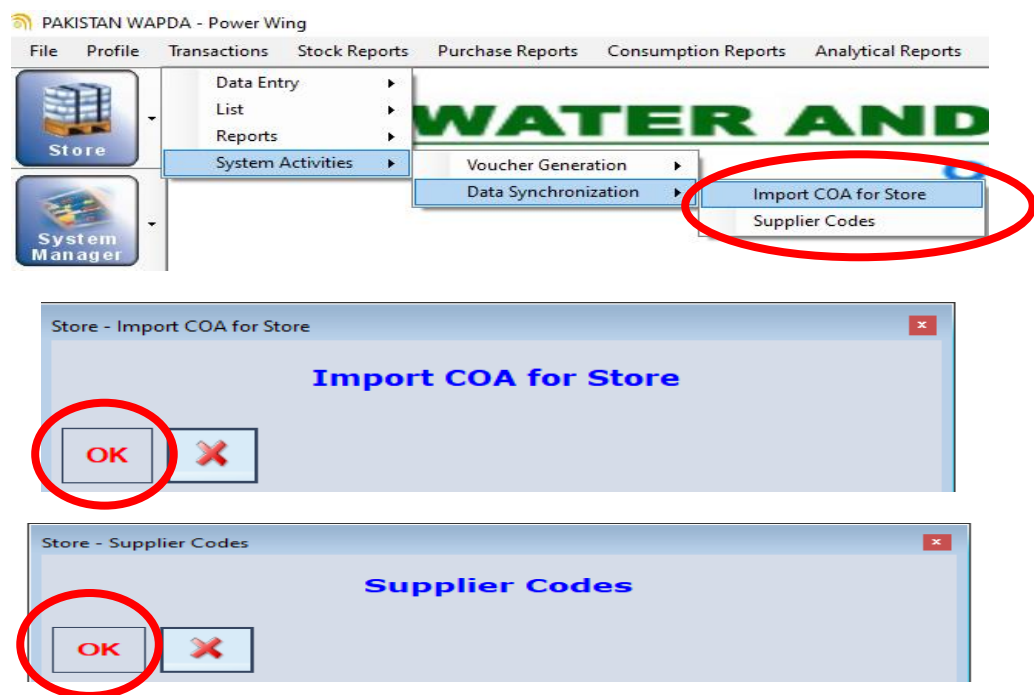 PAKISTAN WAPDA - Power Wing
File Profile Transactions Stock Reports Purchase Reports Consumption Reports Analytical Reports
Data Entry
List
Reports
System Activities
WATER AND
Voucher Generation
Data Synchronization
Import COA for Store
Supplier Codes
Store
System
Manager
Store - Import COA for Store
Import COA for Store
OK
Store - Supplier Codes
Supplier Codes
OK